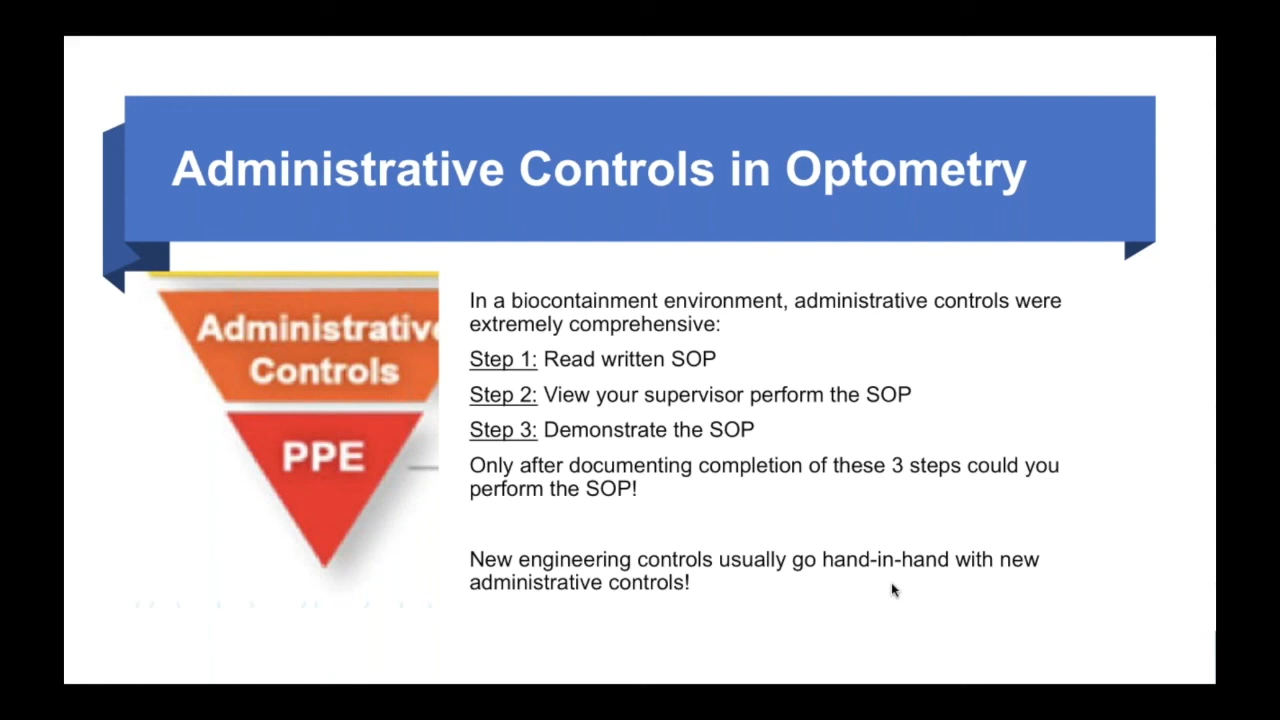 Administrative Controls in Optometry
Administrative
Controls
PPE
In a biocontainment environment, administrative controls were
extremely comprehensive:
Step 1: Read written SOP
Step 2: View your supervisor perform the SOP
Step 3: Demonstrate the SOP
Only after documenting completion of these 3 steps could you
perform the SOP!
New engineering controls usually go hand-in-hand with new
administrative controls!